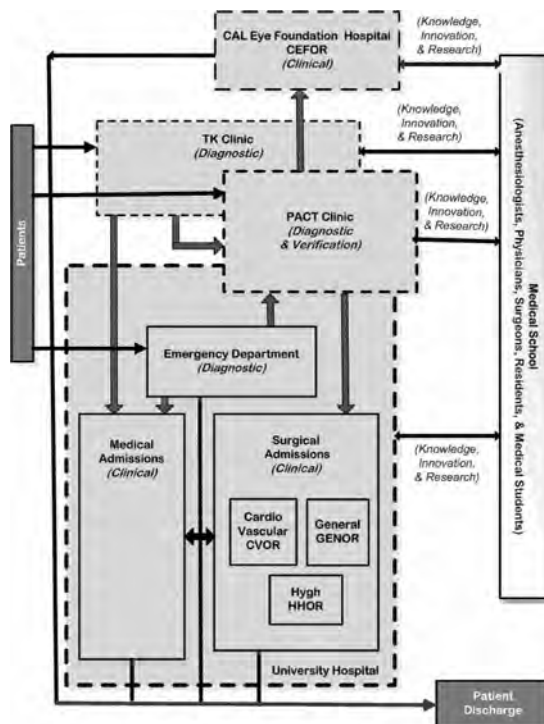 CAL Eye Foundation Hospital
CEFOR
(Clinical)
(Knowledge,
Innovation,
& Research)
TK Clinic
(Diagnostic)
(Knowledge,
Innovation,
& Research)
Patients
PACT Clinic
(Diagnostic
& Verification)
(Knowledge,
Innovation,
& Research)
Medical School
(Anesthesiologists, Physicians, Surgeons, Residents, & Medical Students)
Emergency Department
(Diagnostic)
Medical
Admissions
(Clinical)
Surgical
Admissions
(Clinical)
(Knowledge,
Innovation,
& Research)
Cardio
Vascular
CVOR
General
GENOR
Hygh
HHOR
University Hospital
Patient
Discharge